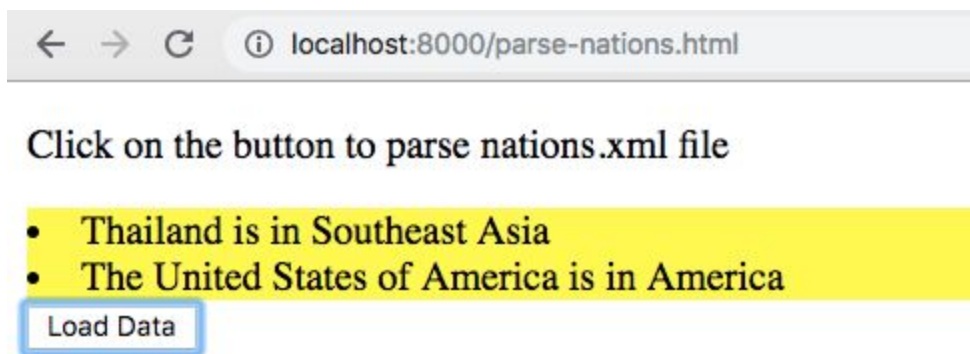 localhost:8000/parse-nations.html
Click on the button to parse nations.xml file
• Thailand is in Southeast Asia
• The United States of America is in America
Load Data